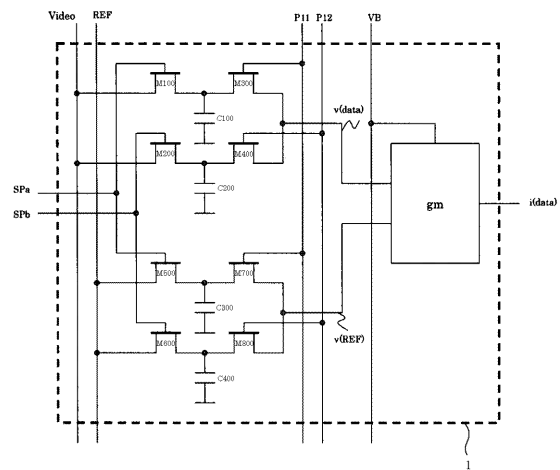 Video REF P11 P12 VB
M100 M300
C100
v(data)
M200 M400
C200
SPa
SPb
gm
i(data)
M500 M700
C300
M600 M800
v(REF)
C400
1